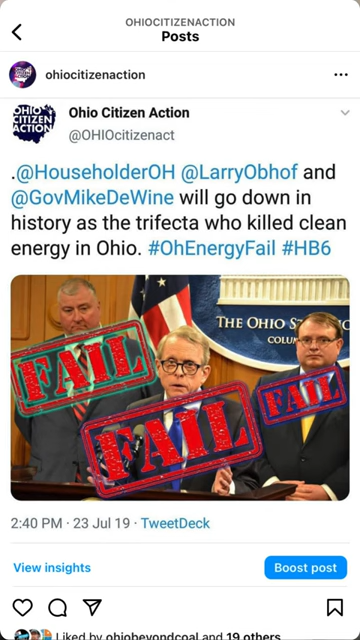 OHIOCITIZENACTION
Posts
ohiocitizenaction
OHIO
CITIZEN
ACTION
Ohio Citizen Action
@OHIOcitizenact
.@HouseholderOH @LarryObhof and
@GovMikeDeWine will go down in
history as the trifecta who killed clean
energy in Ohio. #OhEnergyFail #HB6
THE OHIO S
COLU
FAIL
FAIL
FAIL
2:40 PM · 23 Jul 19 · TweetDeck
View insights
Boost post
Liked by ohiobeyondcoal and 19 others